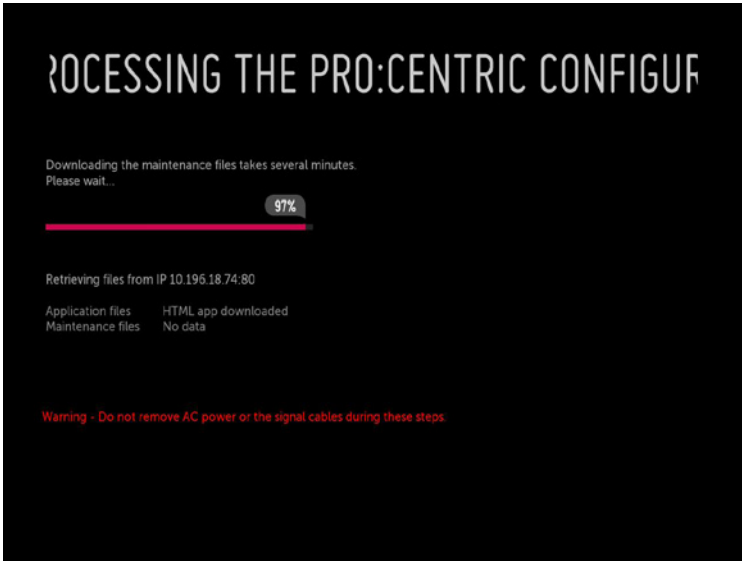 ROCESSING THE PRO:CENTRIC CONFIGUR
Downloading the maintenance files takes several minutes.
Please wait...
97%
Retrieving files from IP 10.196.18.74:80
Application files HTML app downloaded
Maintenance files No data
Warning - Do not remove AC power or the signal cables during these steps.